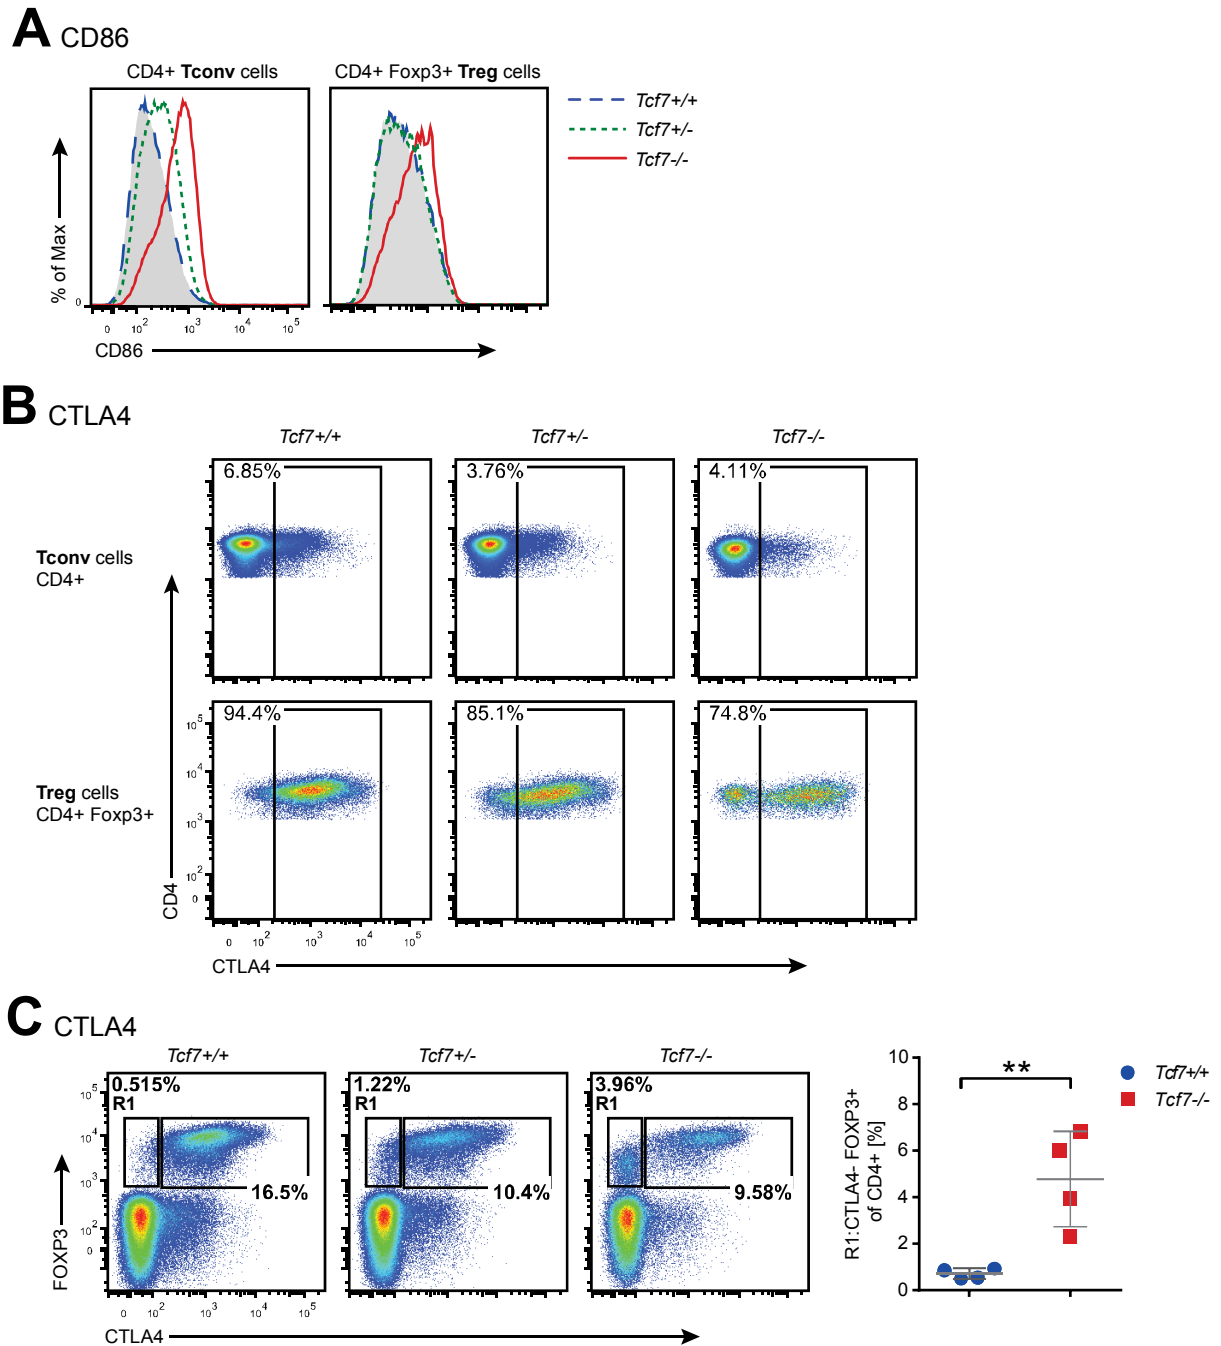 A CD86
CD4+ Tconv cells
CD4+ Foxp3+ Treg cells
Tcf7+/+
Tcf7+/-
Tcf7-/-
% of Max
0
0 10^2 10^3 10^4 10^5
CD86
B CTLA4
Tcf7+/+ Tcf7+/- Tcf7-/-
6.85% 3.76% 4.11%
Tconv cells
CD4+
94.4% 85.1% 74.8%
Treg cells
CD4+ Foxp3+
10^5
10^4
10^3
10^2
0
CD4
0 10^2 10^3 10^4 10^5
CTLA4
C CTLA4
Tcf7+/+ Tcf7+/- Tcf7-/-
0.515% 1.22% 3.96%
R1 R1 R1
16.5% 10.4% 9.58%
10^5
10^4
10^3
10^2
0
FOXP3
0 10^2 10^3 10^4 10^5
CTLA4
R1:CTLA4- FOXP3+
of CD4+ [%]
10
8
6
4
2
0
**
Tcf7+/+
Tcf7-/-